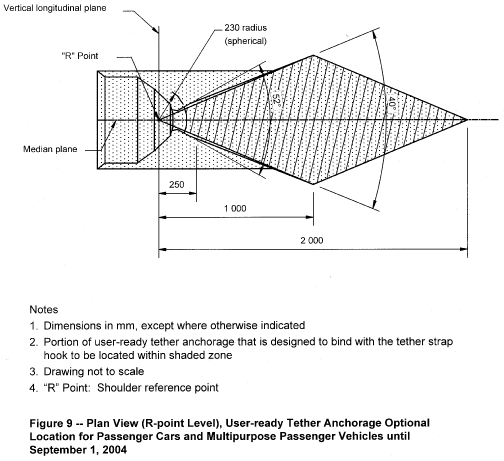 Vertical longitudinal plane
230 radius
(spherical)
"R" Point
52°
40°
Median plane
250
1 000
2 000
Notes
1. Dimensions in mm, except where otherwise indicated
2. Portion of user-ready tether anchorage that is designed to bind with the tether strap
hook to be located within shaded zone
3. Drawing not to scale
4. "R" Point: Shoulder reference point
Figure 9 -- Plan View (R-point Level), User-ready Tether Anchorage Optional
Location for Passenger Cars and Multipurpose Passenger Vehicles until
September 1, 2004